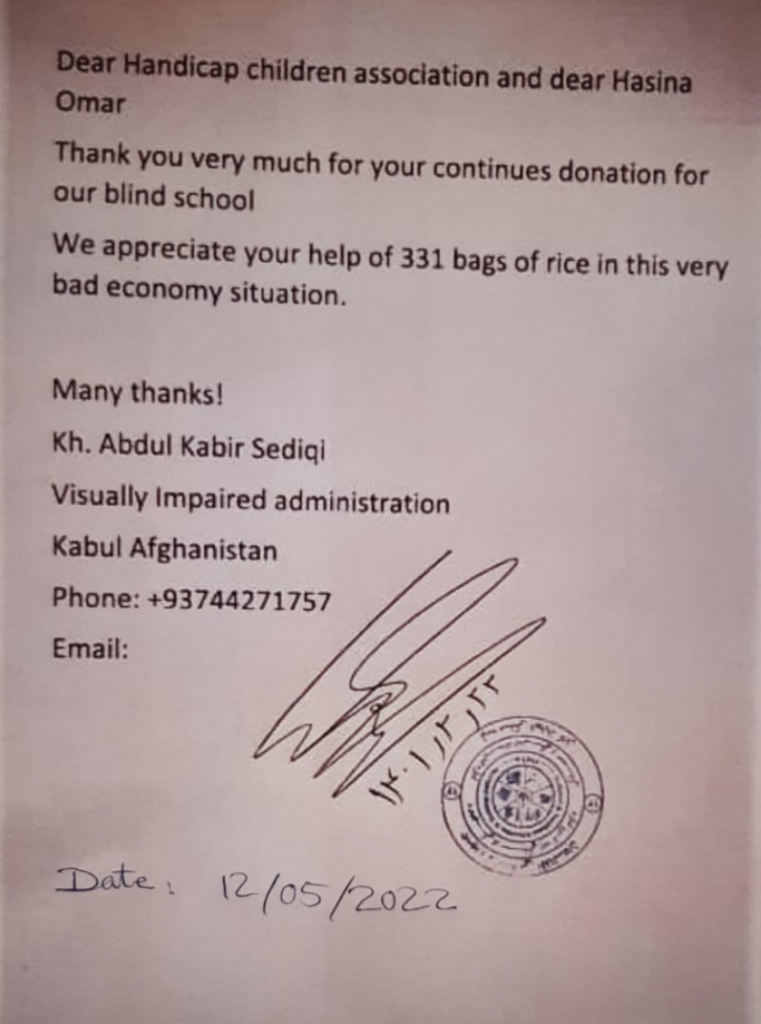 Dear Handicap children association and dear Hasina
Omar
Thank you very much for your continues donation for
our blind school
We appreciate your help of 331 bags of rice in this very
bad economy situation.
Many thanks!
Kh. Abdul Kabir Sediqi
Visually Impaired administration
Kabul Afghanistan
Phone: +93744271757
Email:
Date: 12/05/2022